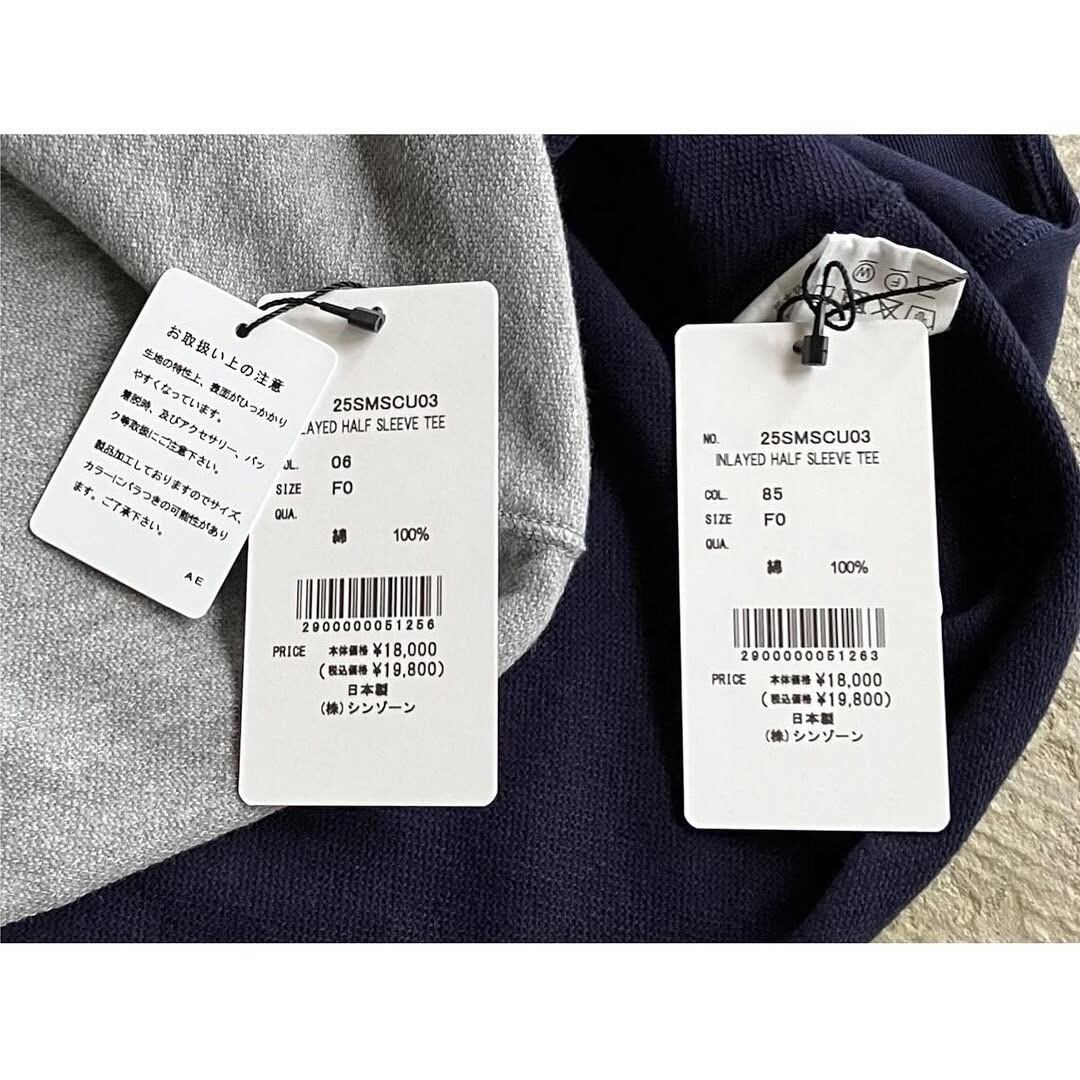 お取扱い上の注意
生地の特性上、表面がひっかかり
やすくなっています。
着脱時、及びアクセサリー、バッ
ク等取扱にご注意下さい。
製品加工しておりますのでサイズ、
カラーにバラつきの可能性があり
ます。ご了承下さい。
AE
25SMSCU03
LAYED HALF SLEEVE TEE
OL. 06
SIZE F0
QUA.
綿 100%
2900000051256
PRICE 本体価格 ¥18,000
(税込価格 ¥19,800)
日本製
(株)シンゾーン
NO. 25SMSCU03
INLAYED HALF SLEEVE TEE
COL. 85
SIZE F0
QUA.
綿 100%
2900000051263
PRICE 本体価格 ¥18,000
(税込価格 ¥19,800)
日本製
(株)シンゾーン
W
F